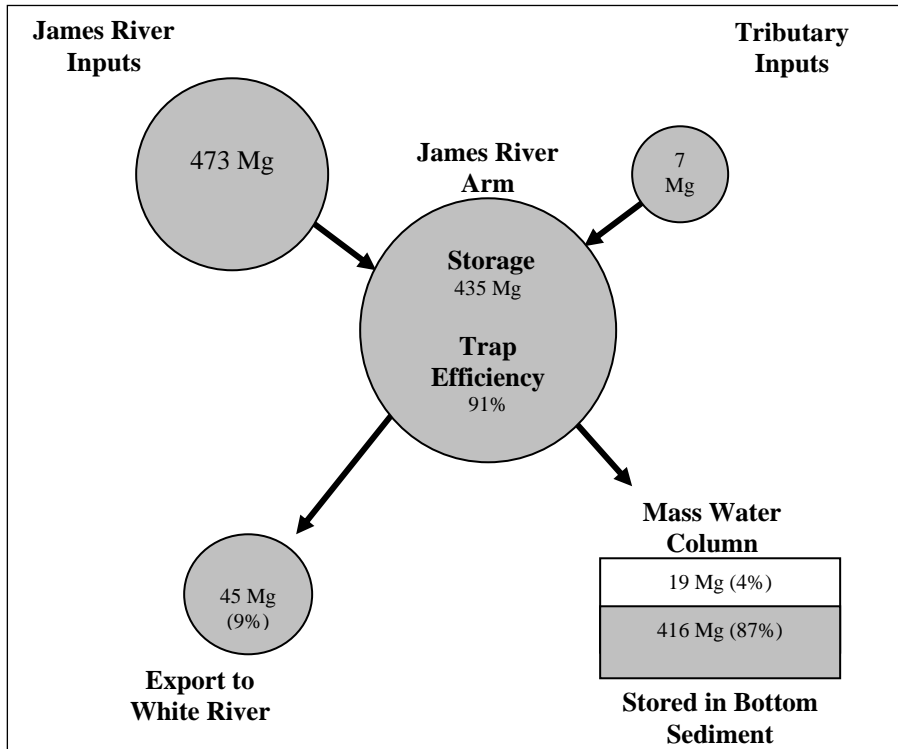 James River
Inputs
Tributary
Inputs
473 Mg
7
Mg
James River
Arm
Storage
435 Mg
Trap
Efficiency
91%
45 Mg
(9%)
Export to
White River
Mass Water
Column
19 Mg (4%)
416 Mg (87%)
Stored in Bottom
Sediment